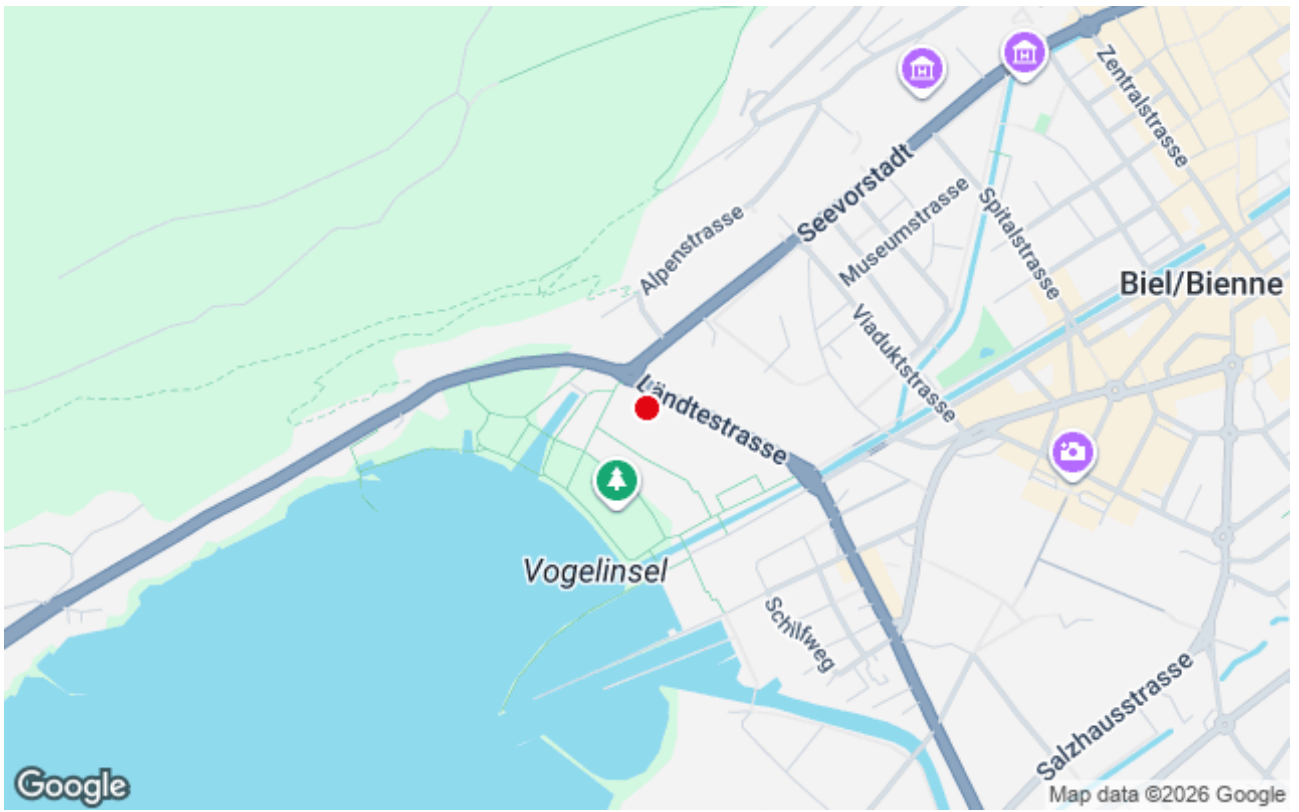 Zentralstrasse
Seevorstadt
Spitalstrasse
Museumstrasse
Alpenstrasse
Biel/Bienne
Viaduktstrasse
Ländtestrasse
Vogelinsel
Schilfweg
Salzhausstrasse
Google
Map data ©2026 Google